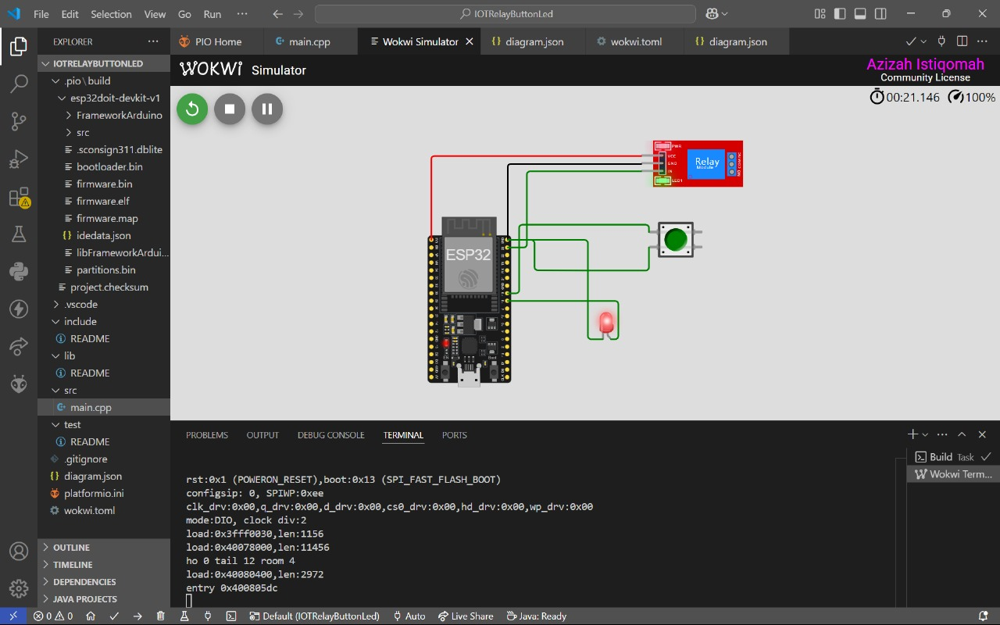 File Edit Selection View Go Run ··· IOTRelayButtonLed
EXPLORER ···
PIO Home main.cpp Wokwi Simulator diagram.json wokwi.toml diagram.json
IOTRELAYBUTTONLED
.pio \ build
esp32doit-devkit-v1
FrameworkArduino
src
.sconsign311.dblite
bootloader.bin
firmware.bin
firmware.elf
firmware.map
idedata.json
libFrameworkArdui...
partitions.bin
project.checksum
.vscode
include
README
lib
README
src
main.cpp
test
README
.gitignore
diagram.json
platformio.ini
wokwi.toml
OUTLINE
TIMELINE
DEPENDENCIES
JAVA PROJECTS
WOKWi Simulator
Azizah Istiqomah
Community License
00:21.146 100%
PWR
VCC
GND
IN
LED1
Relay
Module
NO COM NC
ESP32
EN Boot
PROBLEMS OUTPUT DEBUG CONSOLE TERMINAL PORTS
Build Task
Wokwi Term...
rst:0x1 (POWERON_RESET),boot:0x13 (SPI_FAST_FLASH_BOOT)
configsip: 0, SPIWP:0xee
clk_drv:0x00,q_drv:0x00,d_drv:0x00,cs0_drv:0x00,hd_drv:0x00,wp_drv:0x00
mode:DIO, clock div:2
load:0x3fff0030,len:1156
load:0x40078000,len:11456
ho 0 tail 12 room 4
load:0x40080400,len:2972
entry 0x400805dc
0 0 Default (IOTRelayButtonLed) Auto Live Share Java: Ready